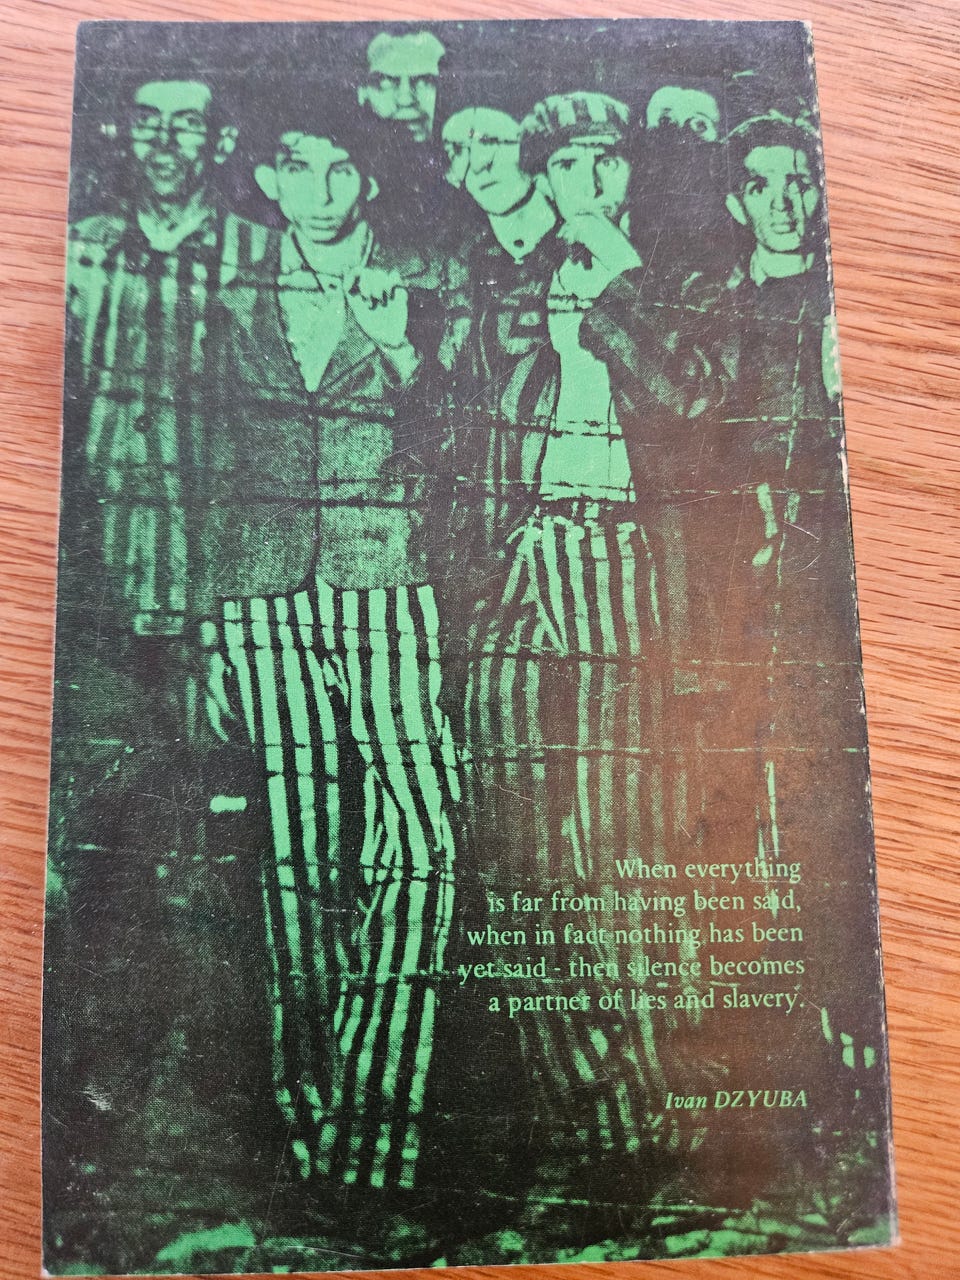 When everything
is far from having been said,
when in fact nothing has been
yet said - then silence becomes
a partner of lies and slavery.
Ivan DZYUBA